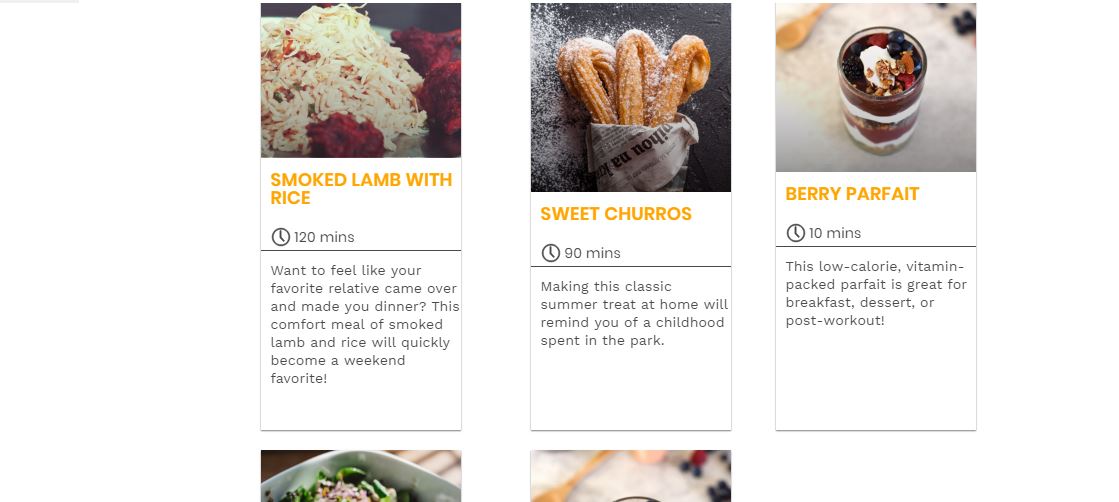 SMOKED LAMB WITH
RICE
120 mins
Want to feel like your
favorite relative came over
and made you dinner? This
comfort meal of smoked
lamb and rice will quickly
become a weekend
favorite!
SWEET CHURROS
90 mins
Making this classic
summer treat at home will
remind you of a childhood
spent in the park.
BERRY PARFAIT
10 mins
This low-calorie, vitamin-
packed parfait is great for
breakfast, dessert, or
post-workout!